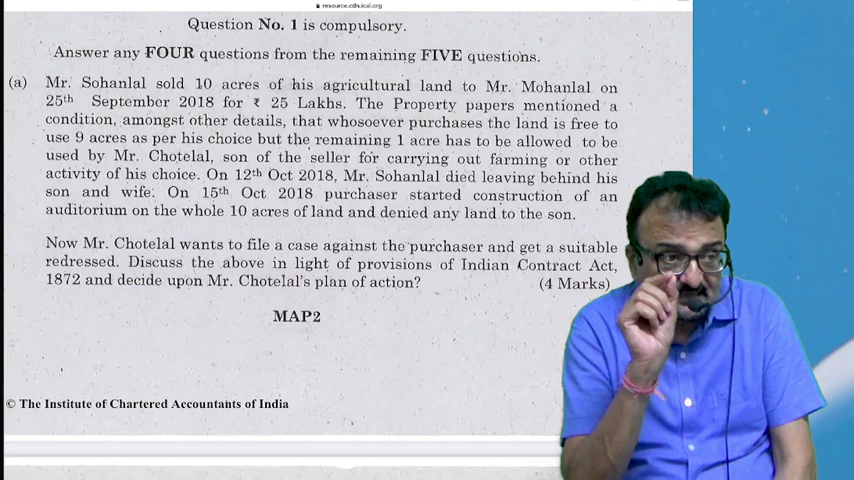 resource.cdn.icai.org
Question No. 1 is compulsory.
Answer any FOUR questions from the remaining FIVE questions.
(a) Mr. Sohanlal sold 10 acres of his agricultural land to Mr. Mohanlal on
25th September 2018 for ₹ 25 Lakhs. The Property papers mentioned a
condition, amongst other details, that whosoever purchases the land is free to
use 9 acres as per his choice but the remaining 1 acre has to be allowed to be
used by Mr. Chotelal, son of the seller for carrying out farming or other
activity of his choice. On 12th Oct 2018, Mr. Sohanlal died leaving behind his
son and wife. On 15th Oct 2018 purchaser started construction of an
auditorium on the whole 10 acres of land and denied any land to the son.
Now Mr. Chotelal wants to file a case against the purchaser and get a suitable
redressed. Discuss the above in light of provisions of Indian Contract Act,
1872 and decide upon Mr. Chotelal's plan of action? (4 Marks)
MAP2
© The Institute of Chartered Accountants of India